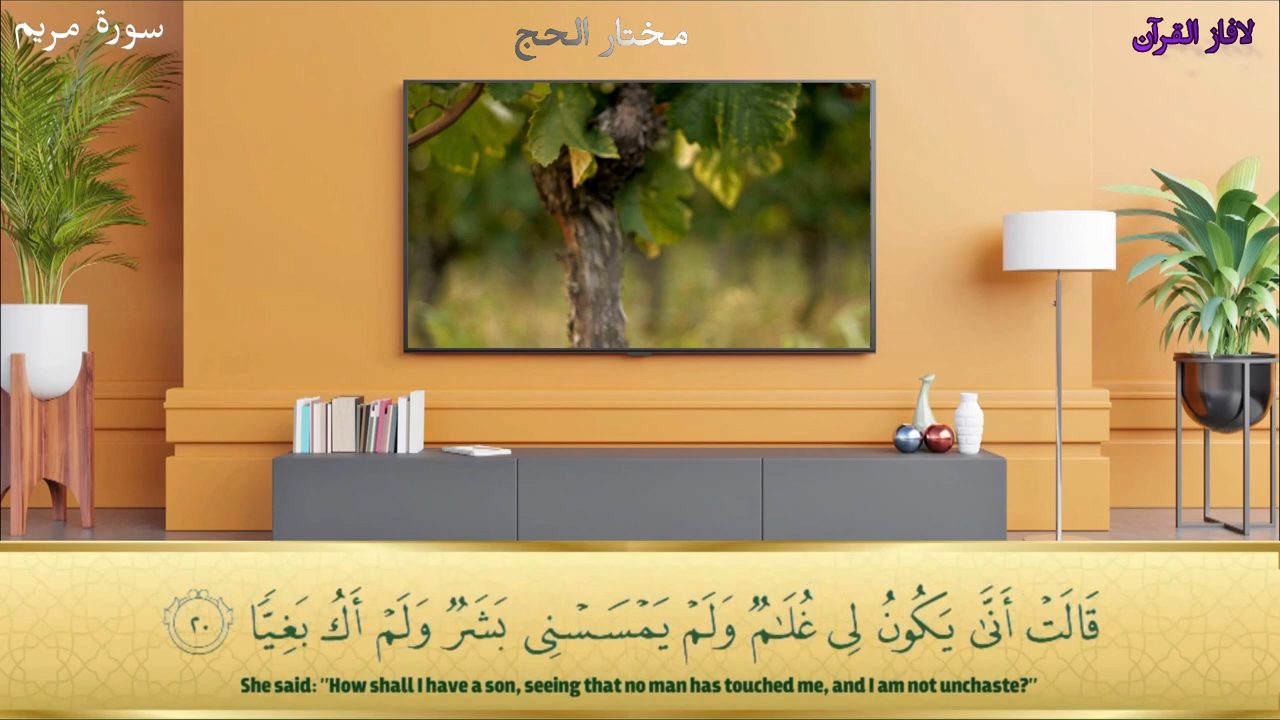 سورة مريم
مختار الحج
لافاز القرآن
قَالَتْ أَنَّىٰ يَكُونُ لِى غُلَـٰمٌ وَلَمْ يَمْسَسْنِى بَشَرٌ وَلَمْ أَكُ بَغِيًّا ٢٠
She said: "How shall I have a son, seeing that no man has touched me, and I am not unchaste?"